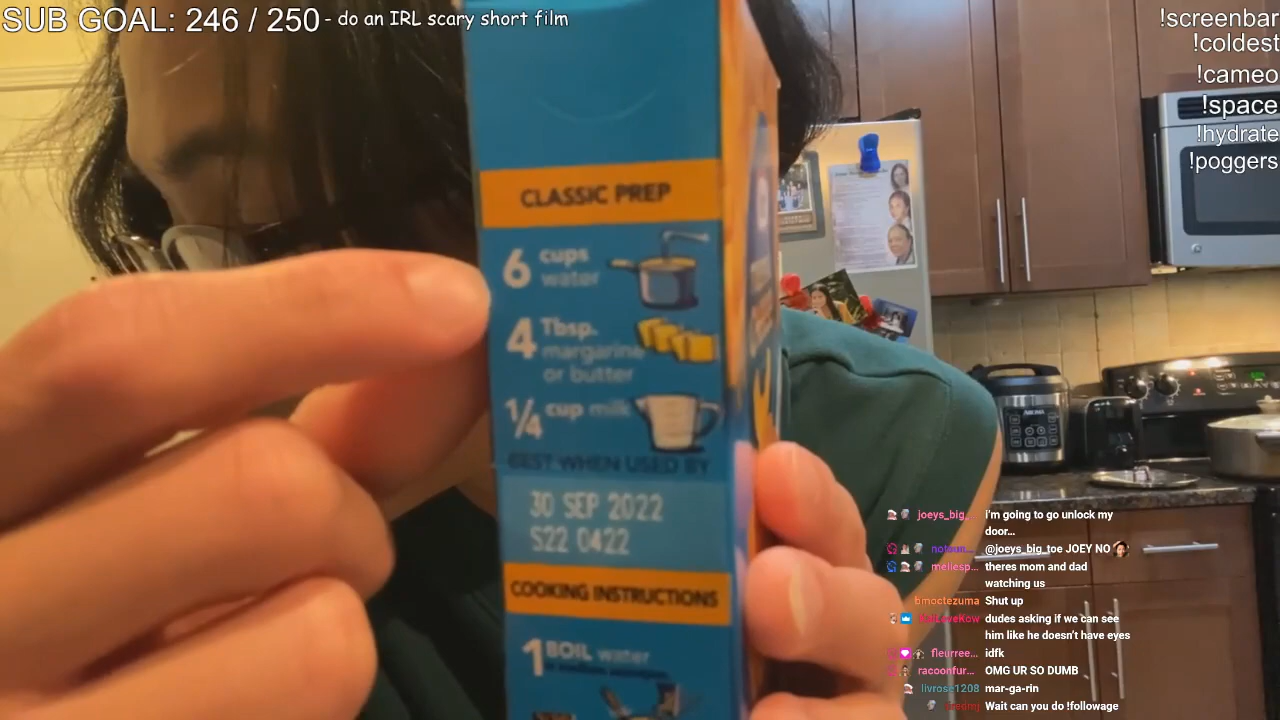 SUB GOAL: 246 / 250 - do an IRL scary short film
!screenbar
!coldest
!cameo
!space
!hydrate
!poggers
CLASSIC PREP
6 cups
water
4 Tbsp.
margarine
or butter
1/4 cup milk
BEST WHEN USED BY
30 SEP 2022
S22 0422
COOKING INSTRUCTIONS
1 BOIL water
joeys_big_... i'm going to go unlock my
door...
@joeys_big_toe JOEY NO
theres mom and dad
watching us
bmoctezuma Shut up
dudes asking if we can see
him like he doesn't have eyes
fleurree... idfk
racoonfur... OMG UR SO DUMB
livrose1208 mar-ga-rin
Wait can you do !followage